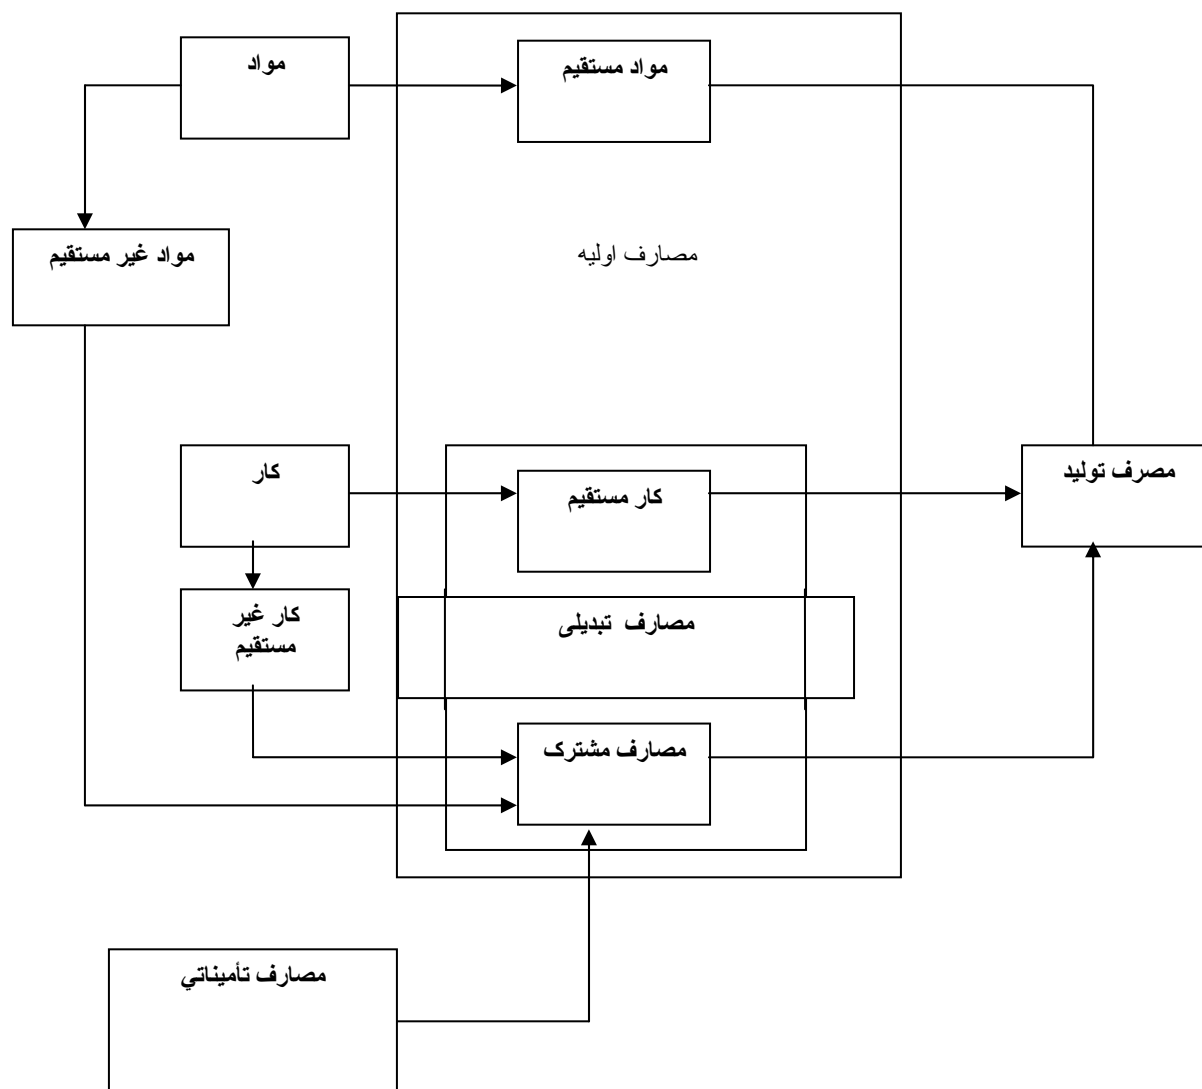 مواد
مواد مستقیم
مواد غیر مستقیم
مصارف اولیه
کار
کار مستقیم
مصرف تولید
کار غیر
مستقیم
مصارف تبدیلی
مصارف مشترک
مصارف تأمیناتي